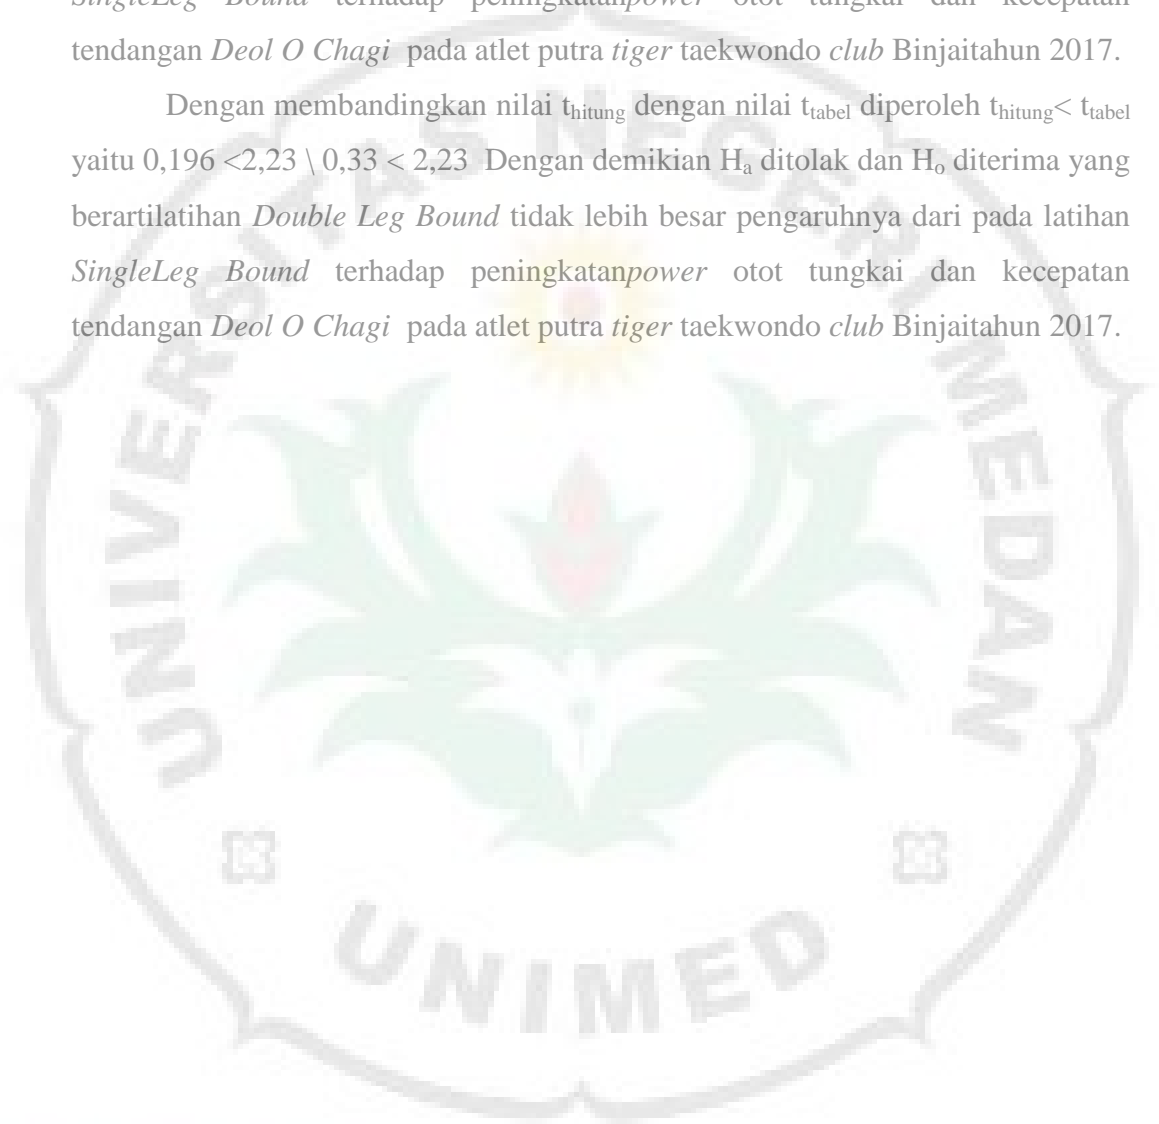 SingleLeg Bound terhadap peningkatanpower otot tungkai dan kecepatan
tendangan Deol O Chagi pada atlet putra tiger taekwondo club Binjaitahun 2017.
Dengan membandingkan nilai thitung dengan nilai ttabel diperoleh thitung< ttabel
yaitu 0,196 <2,23 \ 0,33 < 2,23 Dengan demikian Ha ditolak dan Ho diterima yang
berartilatihan Double Leg Bound tidak lebih besar pengaruhnya dari pada latihan
SingleLeg Bound terhadap peningkatanpower otot tungkai dan kecepatan
tendangan Deol O Chagi pada atlet putra tiger taekwondo club Binjaitahun 2017.
UNIVERSITAS NEGERI MEDAN
UNIMED